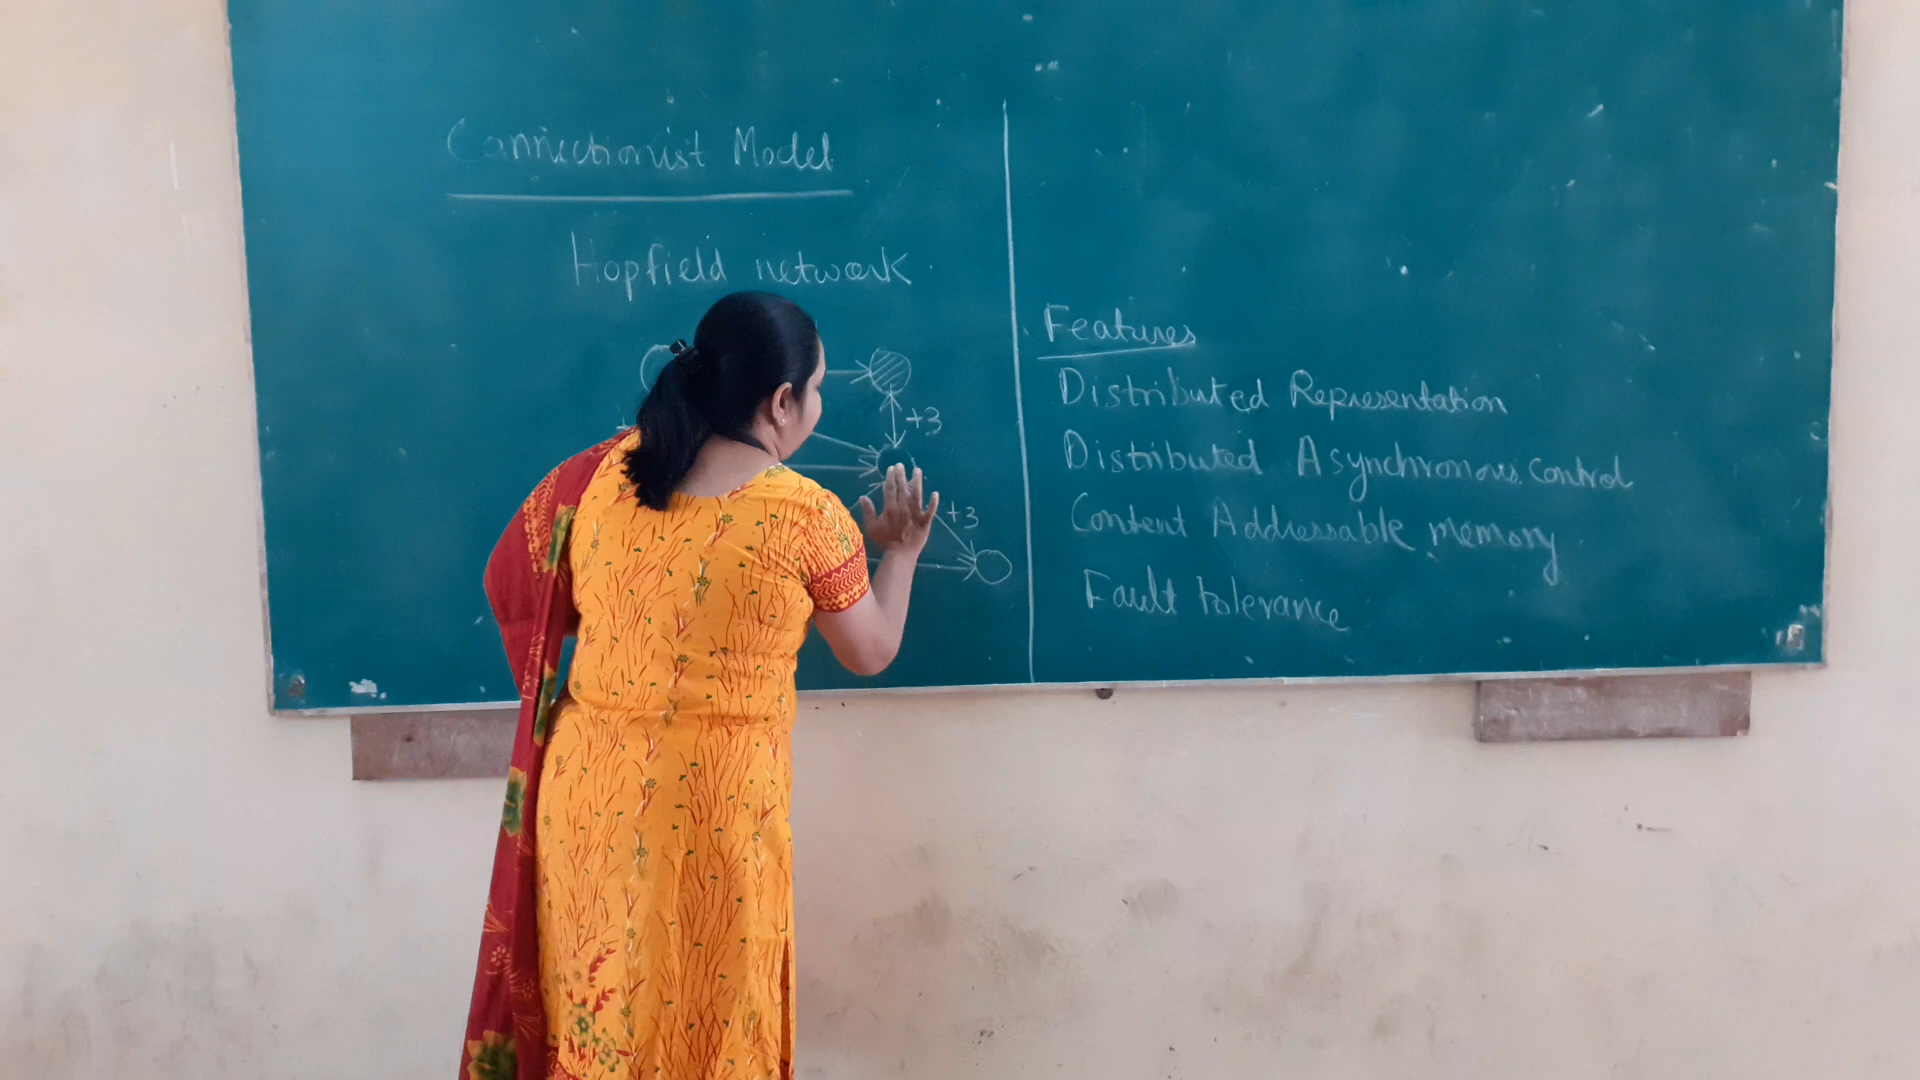 Connectionist Model
Hopfield network
+3
+3
Features
Distributed Representation
Distributed Asynchronous Control
Content Addressable memory
Fault tolerance